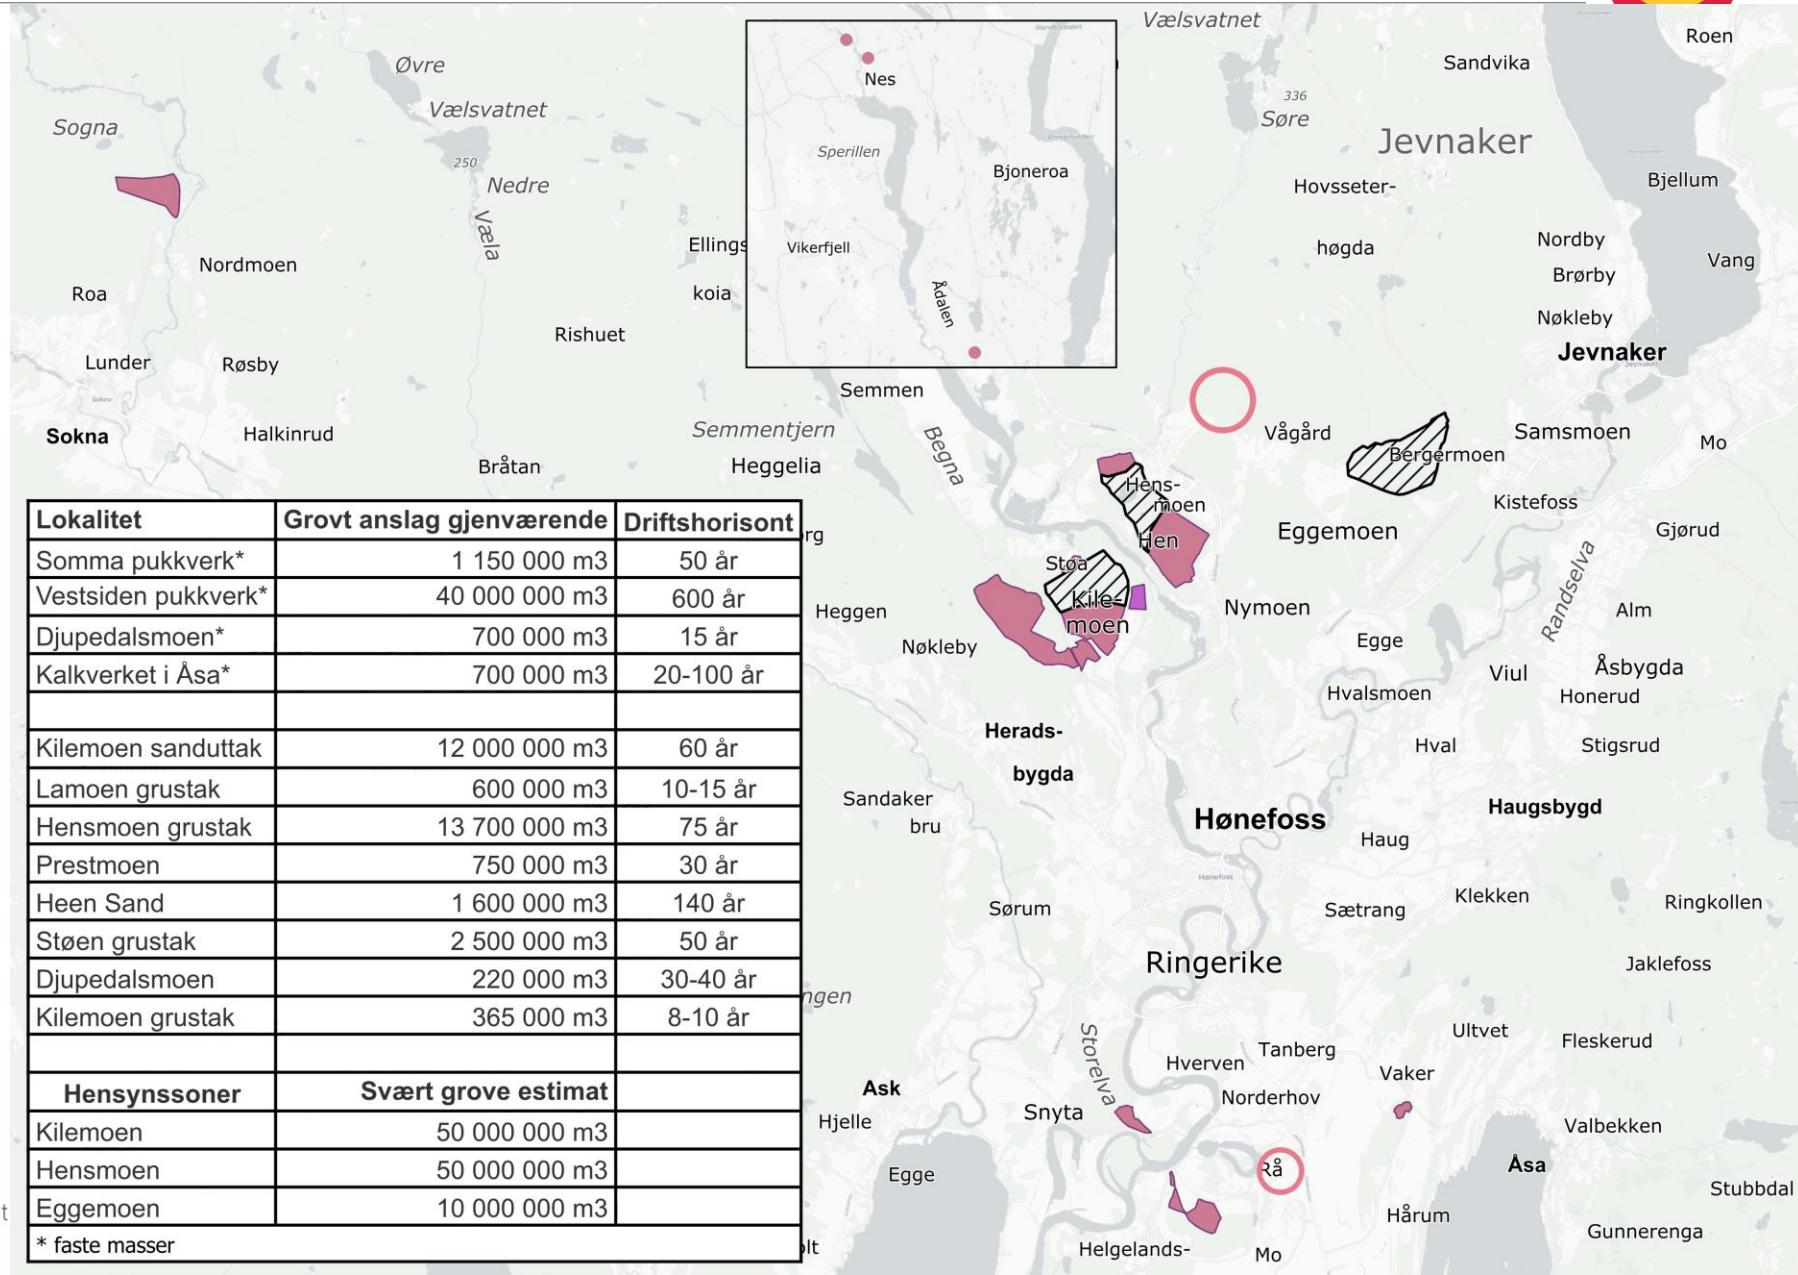 Vælsvatnet
Roen
Øvre
Sandvika
Nes
336
Vælsvatnet
Søre
Sogna
Jevnaker
250
Sperillen
Nedre
Bjoneroa
Hovsseter-
Bjellum
Væla
Ellings
Vikerfjell
høgda
Nordby
Nordmoen
Vang
Brørby
Roa
koia
Ådalen
Nøkleby
Rishuet
Jevnaker
Lunder
Røsby
Semmen
Sokna
Halkinrud
Semmentjern
Vågård
Samsmoen
Mo
Bråtan
Heggelia
Begna
Bergermoen
Hens-
moen
Kistefoss
Lokalitet Grovt anslag gjenværende Driftshorisont
Somma pukkverk* 1 150 000 m3 50 år
Vestsiden pukkverk* 40 000 000 m3 600 år
Djupedalsmoen* 700 000 m3 15 år
Kalkverket i Åsa* 700 000 m3 20-100 år
Kilemoen sanduttak 12 000 000 m3 60 år
Lamoen grustak 600 000 m3 10-15 år
Hensmoen grustak 13 700 000 m3 75 år
Prestmoen 750 000 m3 30 år
Heen Sand 1 600 000 m3 140 år
Støen grustak 2 500 000 m3 50 år
Djupedalsmoen 220 000 m3 30-40 år
Kilemoen grustak 365 000 m3 8-10 år
Hensynssoner Svært grove estimat
Kilemoen 50 000 000 m3
Hensmoen 50 000 000 m3
Eggemoen 10 000 000 m3
* faste masser
rg
Hen
Eggemoen
Gjørud
Støa
Randselva
Heggen
Kile-
moen
Nymoen
Alm
Nøkleby
Egge
Viul
Åsbygda
Hvalsmoen
Honerud
Herads-
bygda
Hval
Stigsrud
Sandaker
bru
Hønefoss
Haugsbygd
Haug
Hønefoss
Klekken
Sørum
Sætrang
Ringkollen
Ringerike
Jaklefoss
ngen
Storelva
Ultvet
Fleskerud
Hverven
Tanberg
Vaker
Ask
Norderhov
Snyta
Hjelle
Valbekken
Egge
Rå
Åsa
Stubbdal
t
Hårum
Gunnerenga
lt
Helgelands-
Mo